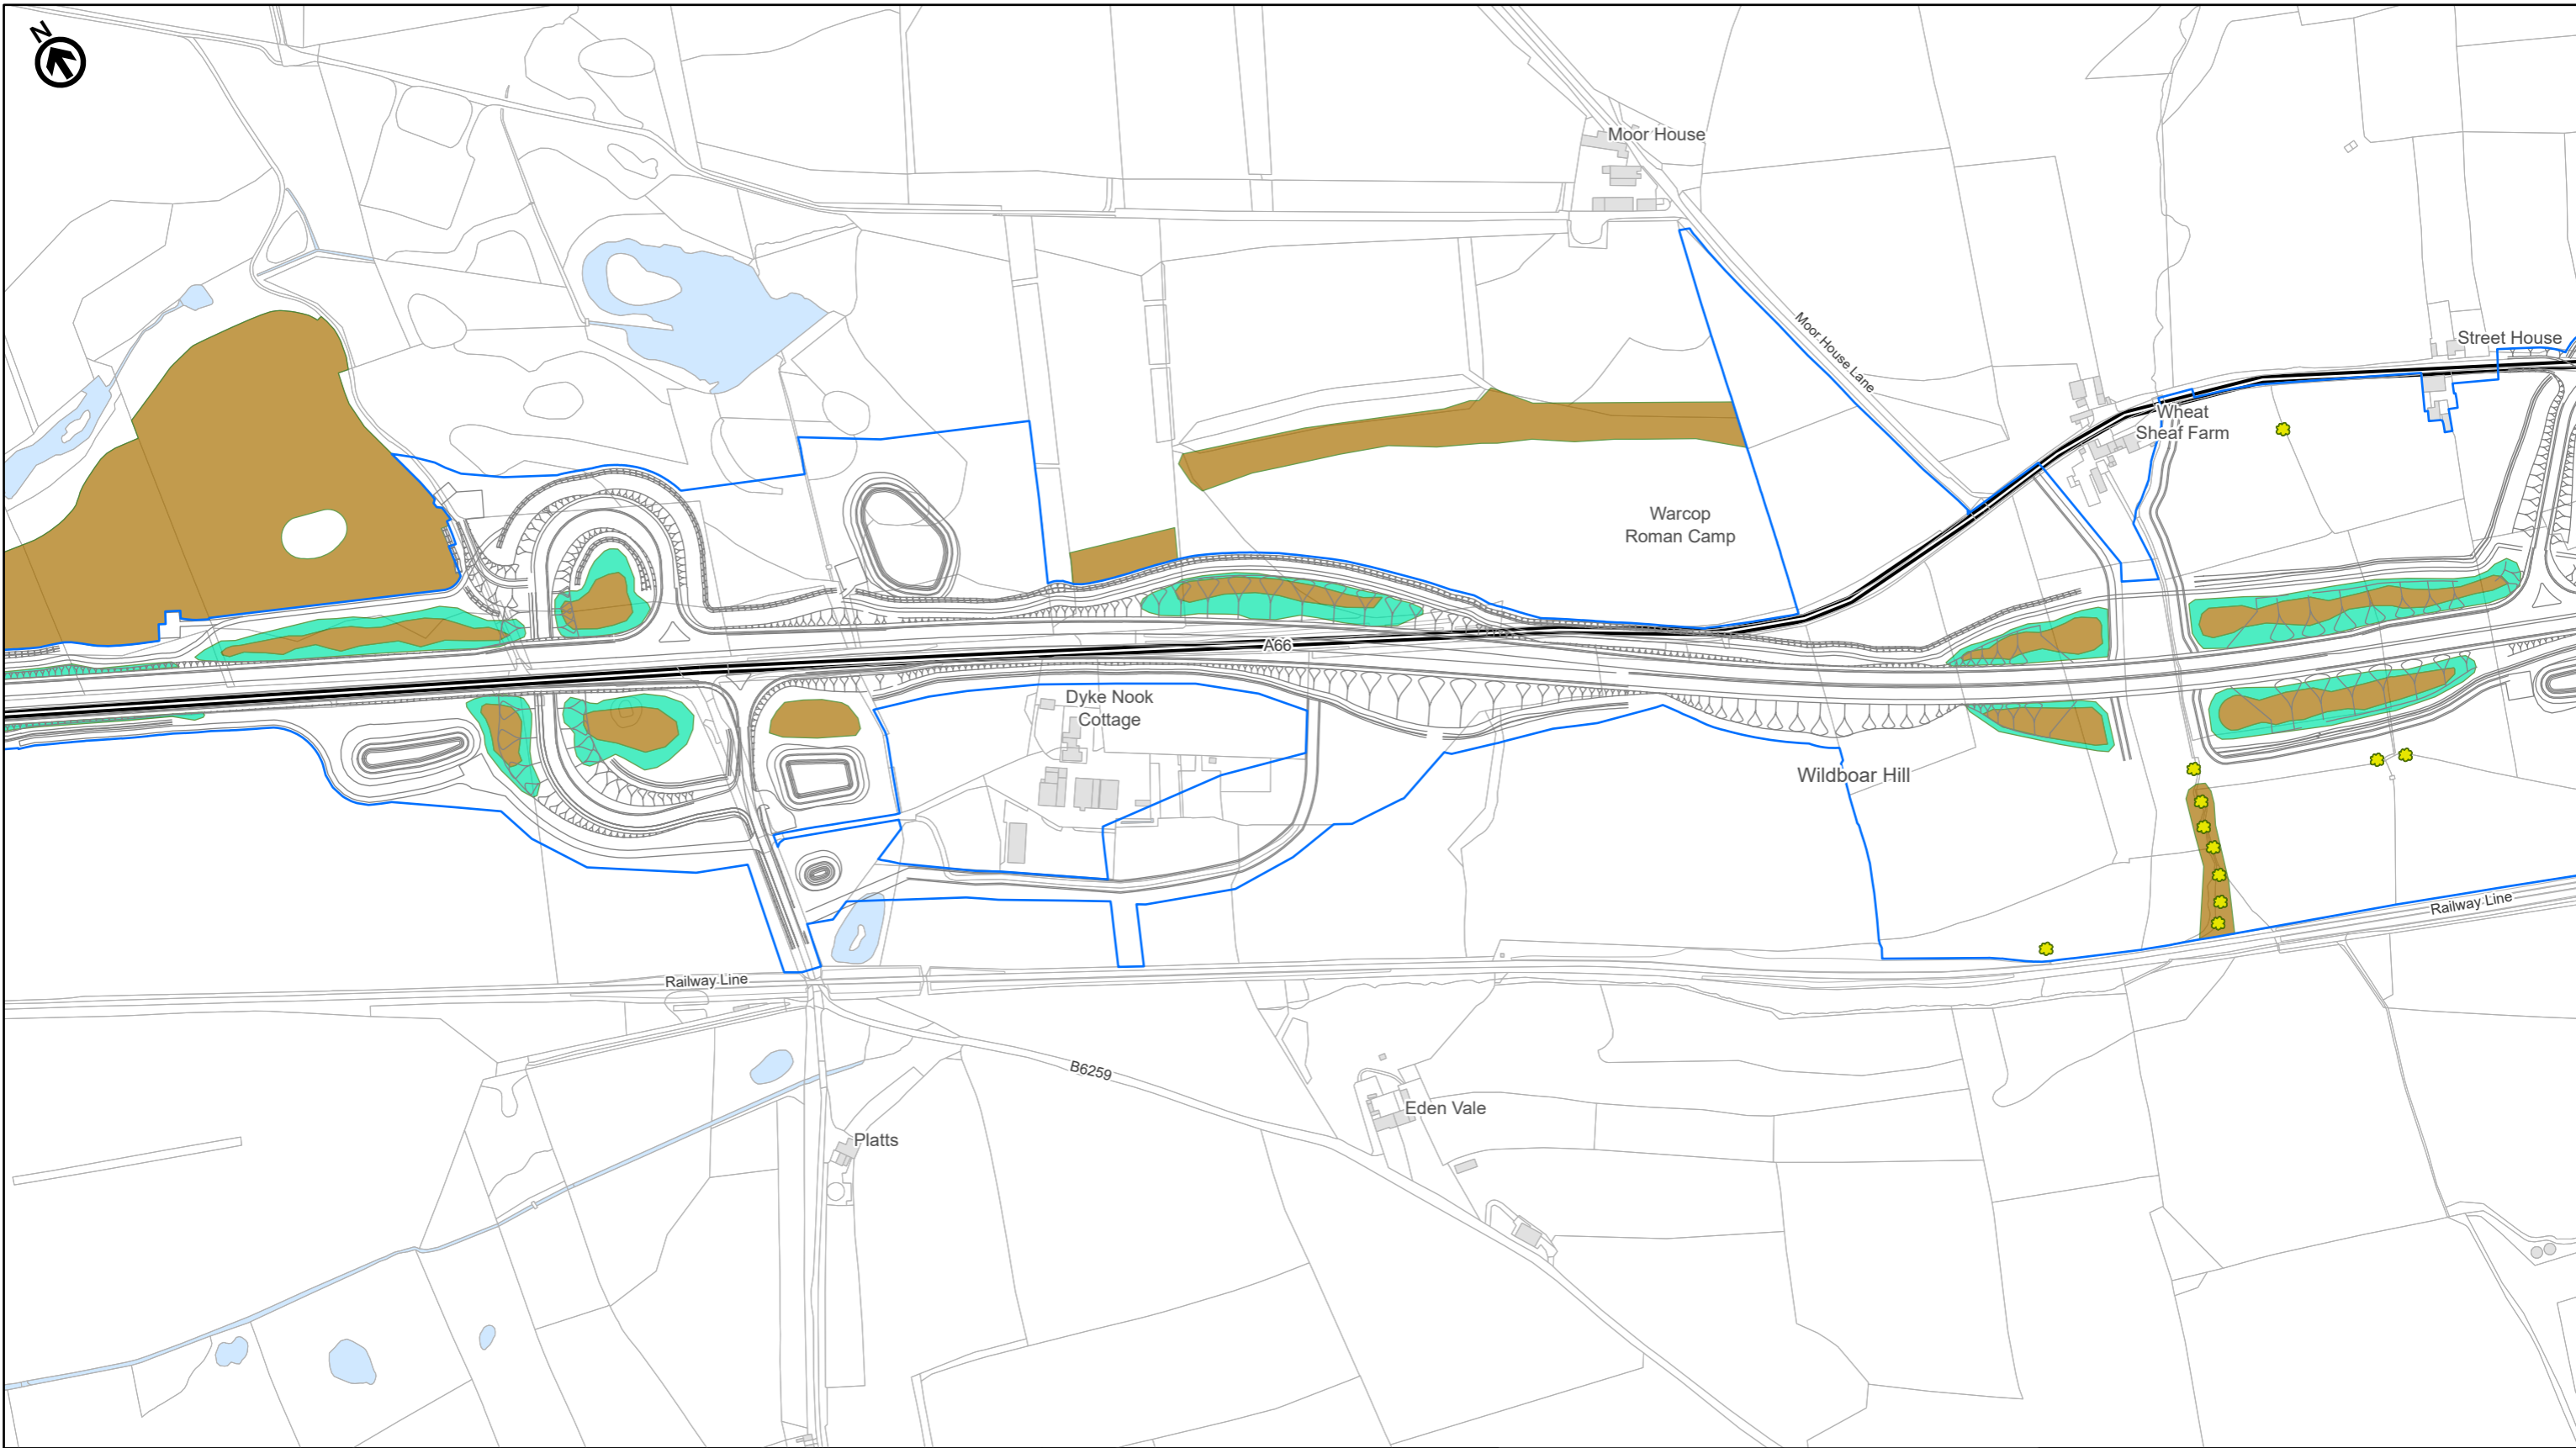 N
Moor House
Moor House Lane
Street House
Wheat
Sheaf Farm
Warcop
Roman Camp
A66
Dyke Nook
Cottage
Wildboar Hill
Railway Line
Railway Line
B6259
Eden Vale
Platts